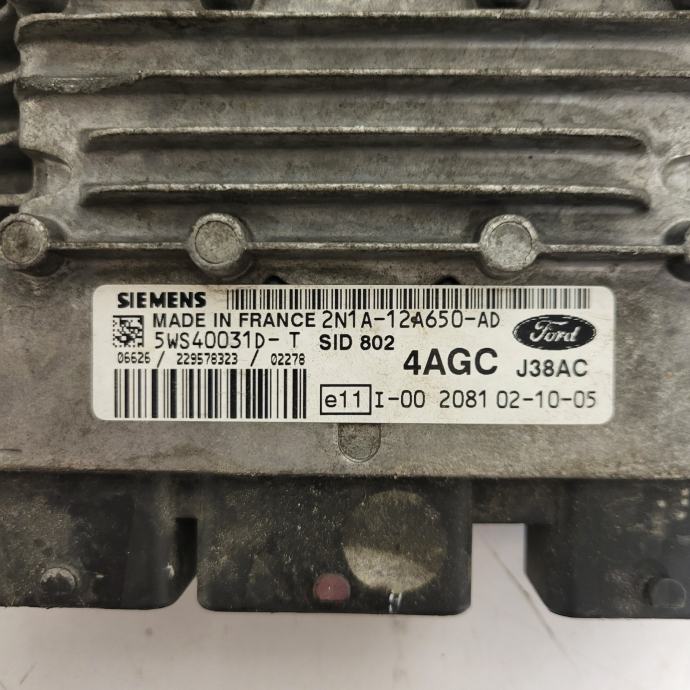 SIEMENS
MADE IN FRANCE 2N1A-12A650-AD
5WS40031D-T SID 802
Ford
06626 / 229578323 / 02278
4AGC J38AC
e11 I-00 2081 02-10-05